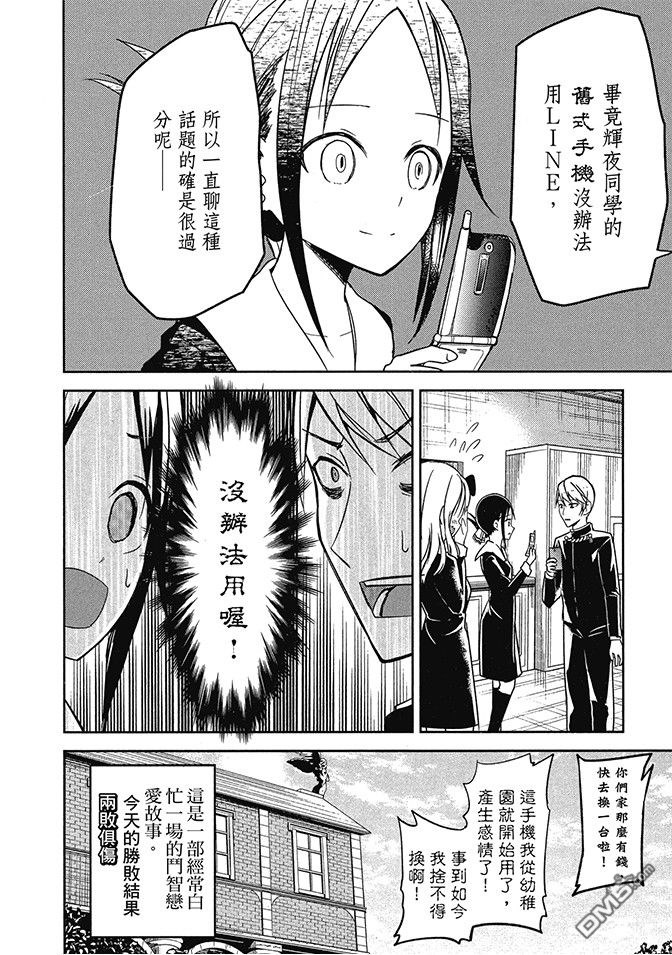 畢竟輝夜同學的
舊式手機沒辦法
用LINE，
所以一直聊這種
話題的確是很過
分呢——
沒辦法用喔！
你們家那麼有錢
快去換一台啦！
這手機我從幼稚
園就開始用了，
產生感情了！
事到如今
我捨不得
換啊！
這是一部經常白
忙一場的鬥智戀
愛故事。
今天的勝敗結果
兩敗俱傷
DM5.com